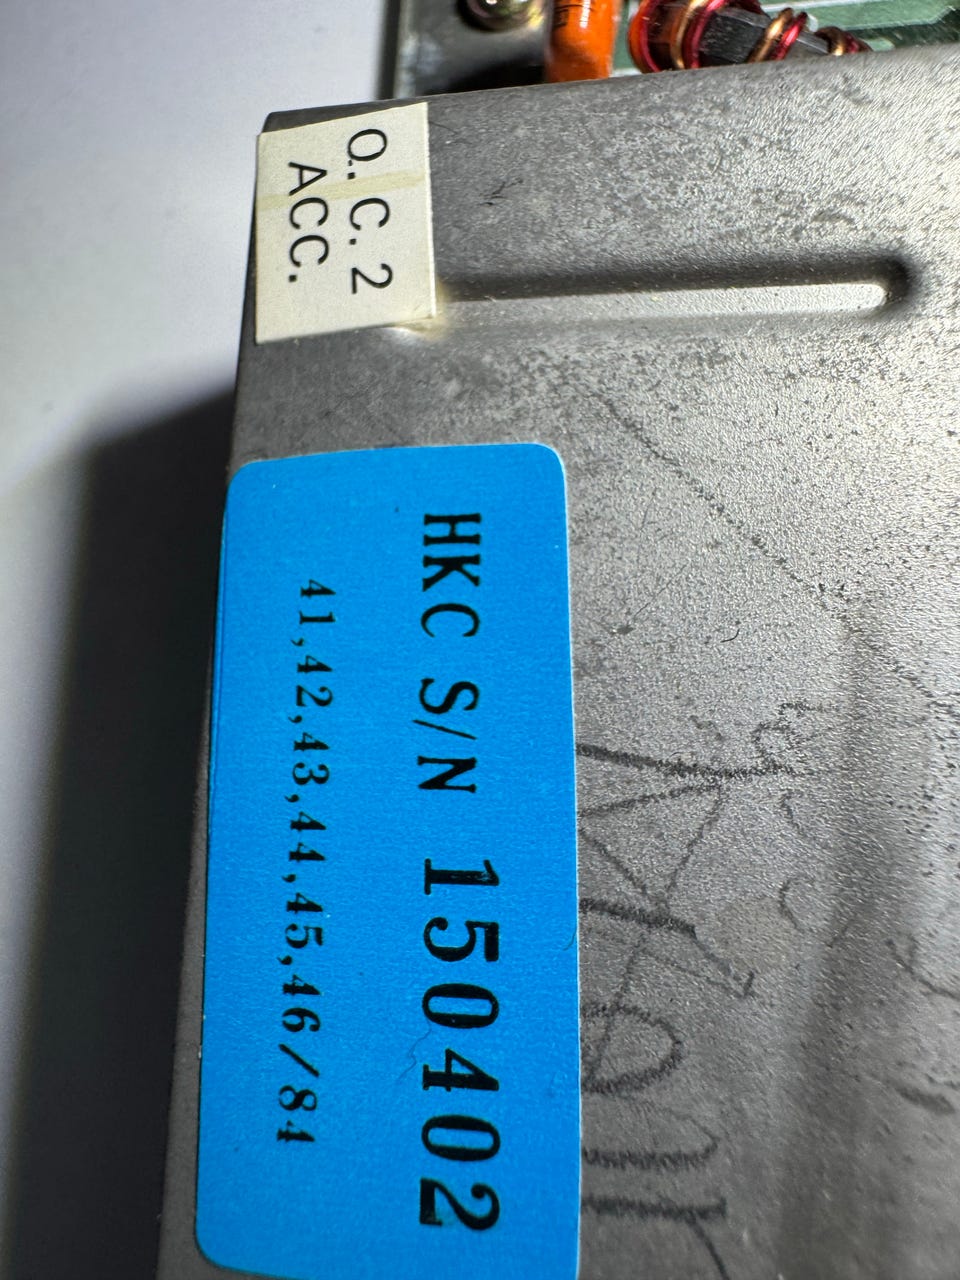 Q.C.2
ACC.
HKC S/N 150402
41,42,43,44,45,46/84